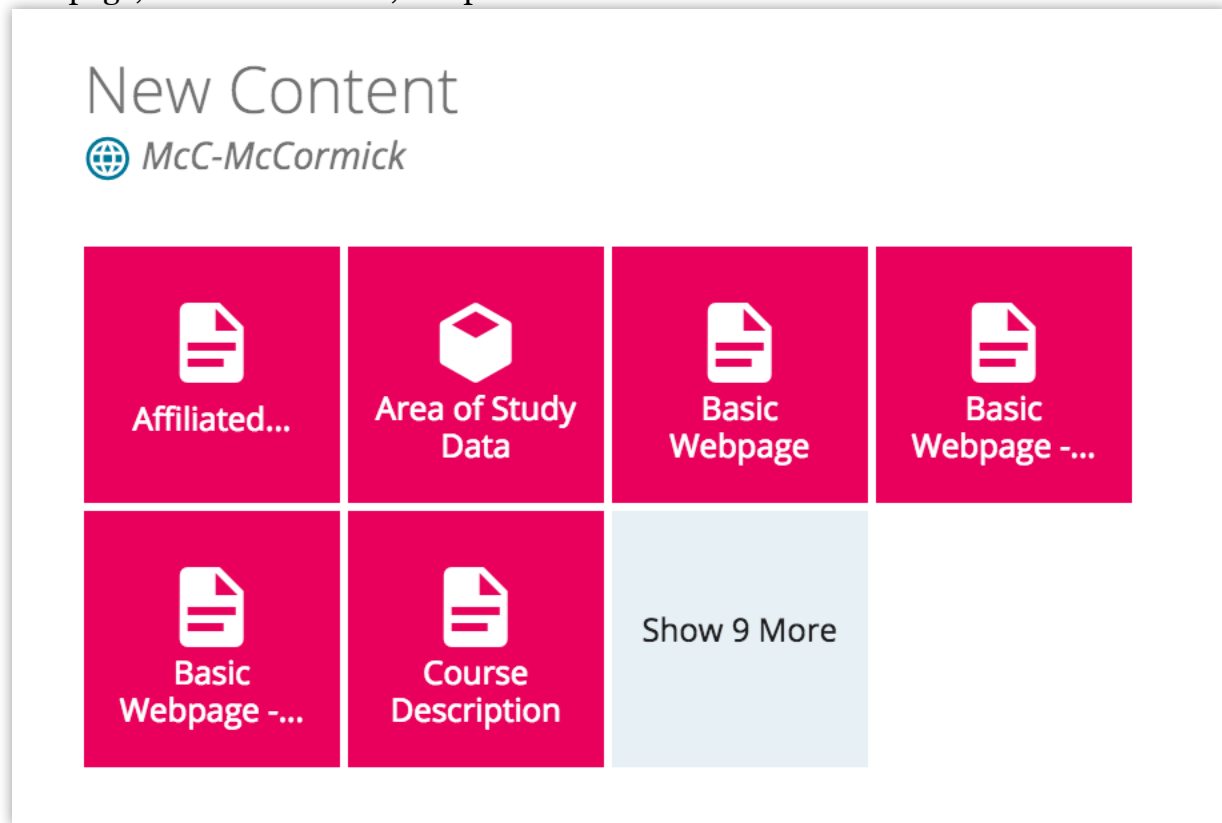 New Content
McC-McCormick
Affiliated...
Area of Study
Data
Basic
Webpage
Basic
Webpage -...
Basic
Webpage -...
Course
Description
Show 9 More